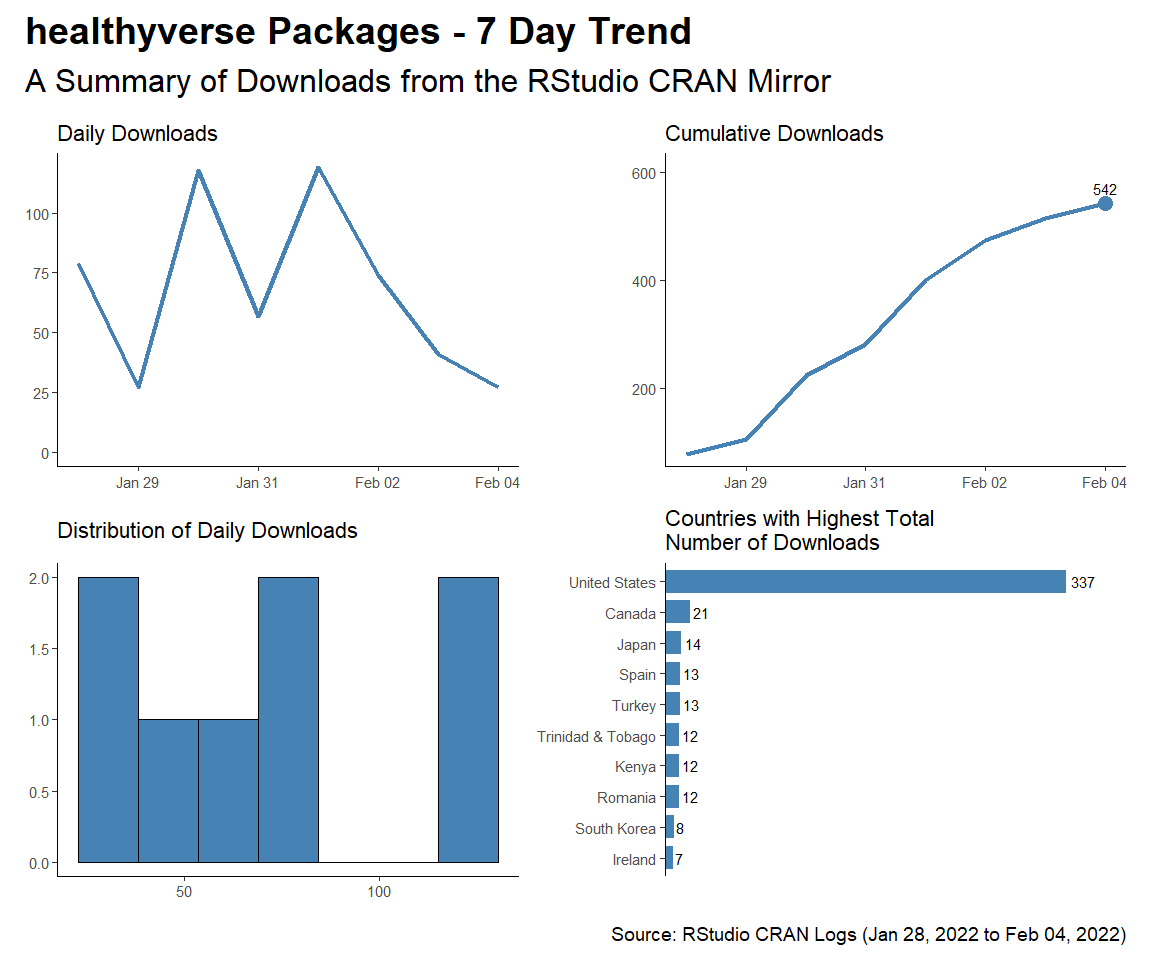 healthyverse Packages - 7 Day Trend
A Summary of Downloads from the RStudio CRAN Mirror
Daily Downloads
100
75
50
25
0
Jan 29 Jan 31 Feb 02 Feb 04
Cumulative Downloads
600
400
200
542
Jan 29 Jan 31 Feb 02 Feb 04
Distribution of Daily Downloads
2.0
1.5
1.0
0.5
0.0
50 100
Countries with Highest Total
Number of Downloads
United States 337
Canada 21
Japan 14
Spain 13
Turkey 13
Trinidad & Tobago 12
Kenya 12
Romania 12
South Korea 8
Ireland 7
Source: RStudio CRAN Logs (Jan 28, 2022 to Feb 04, 2022)